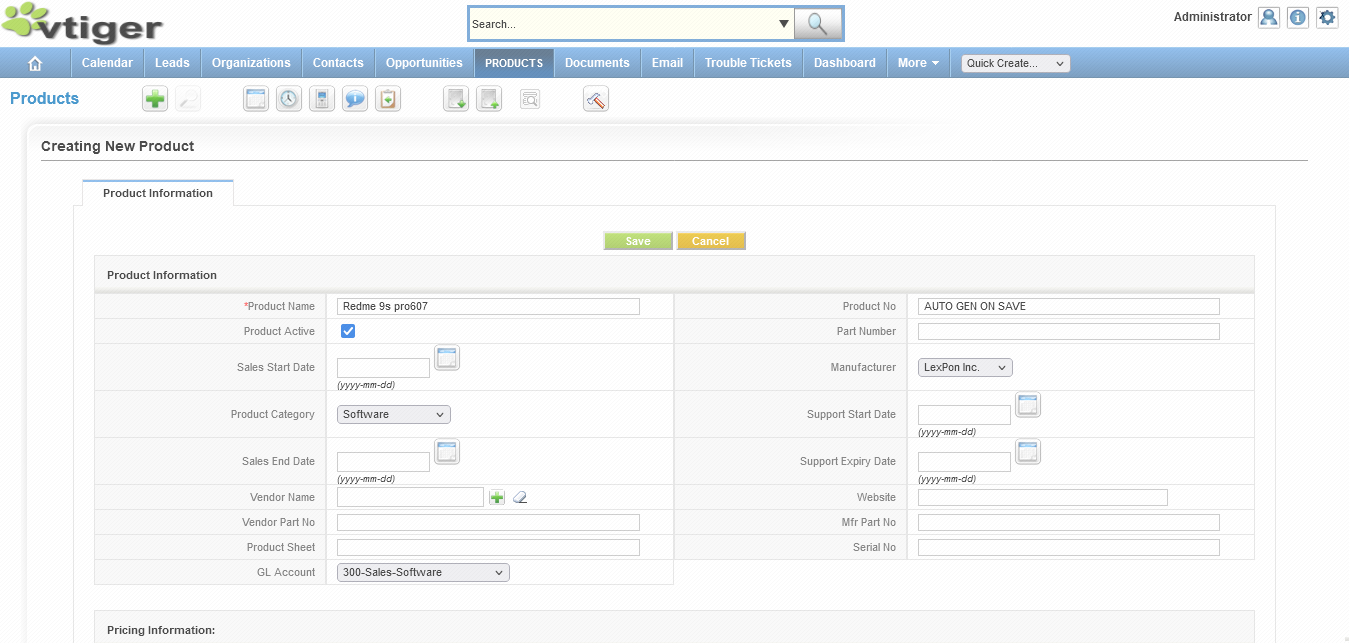 vtiger
Search...
Administrator
Calendar Leads Organizations Contacts Opportunities PRODUCTS Documents Email Trouble Tickets Dashboard More Quick Create...
Products
Creating New Product
Product Information
Save Cancel
Product Information
*Product Name Redme 9s pro607 Product No AUTO GEN ON SAVE
Product Active Part Number
Sales Start Date (yyyy-mm-dd) Manufacturer LexPon Inc.
Product Category Software Support Start Date (yyyy-mm-dd)
Sales End Date (yyyy-mm-dd) Support Expiry Date (yyyy-mm-dd)
Vendor Name Website
Vendor Part No Mfr Part No
Product Sheet Serial No
GL Account 300-Sales-Software
Pricing Information: